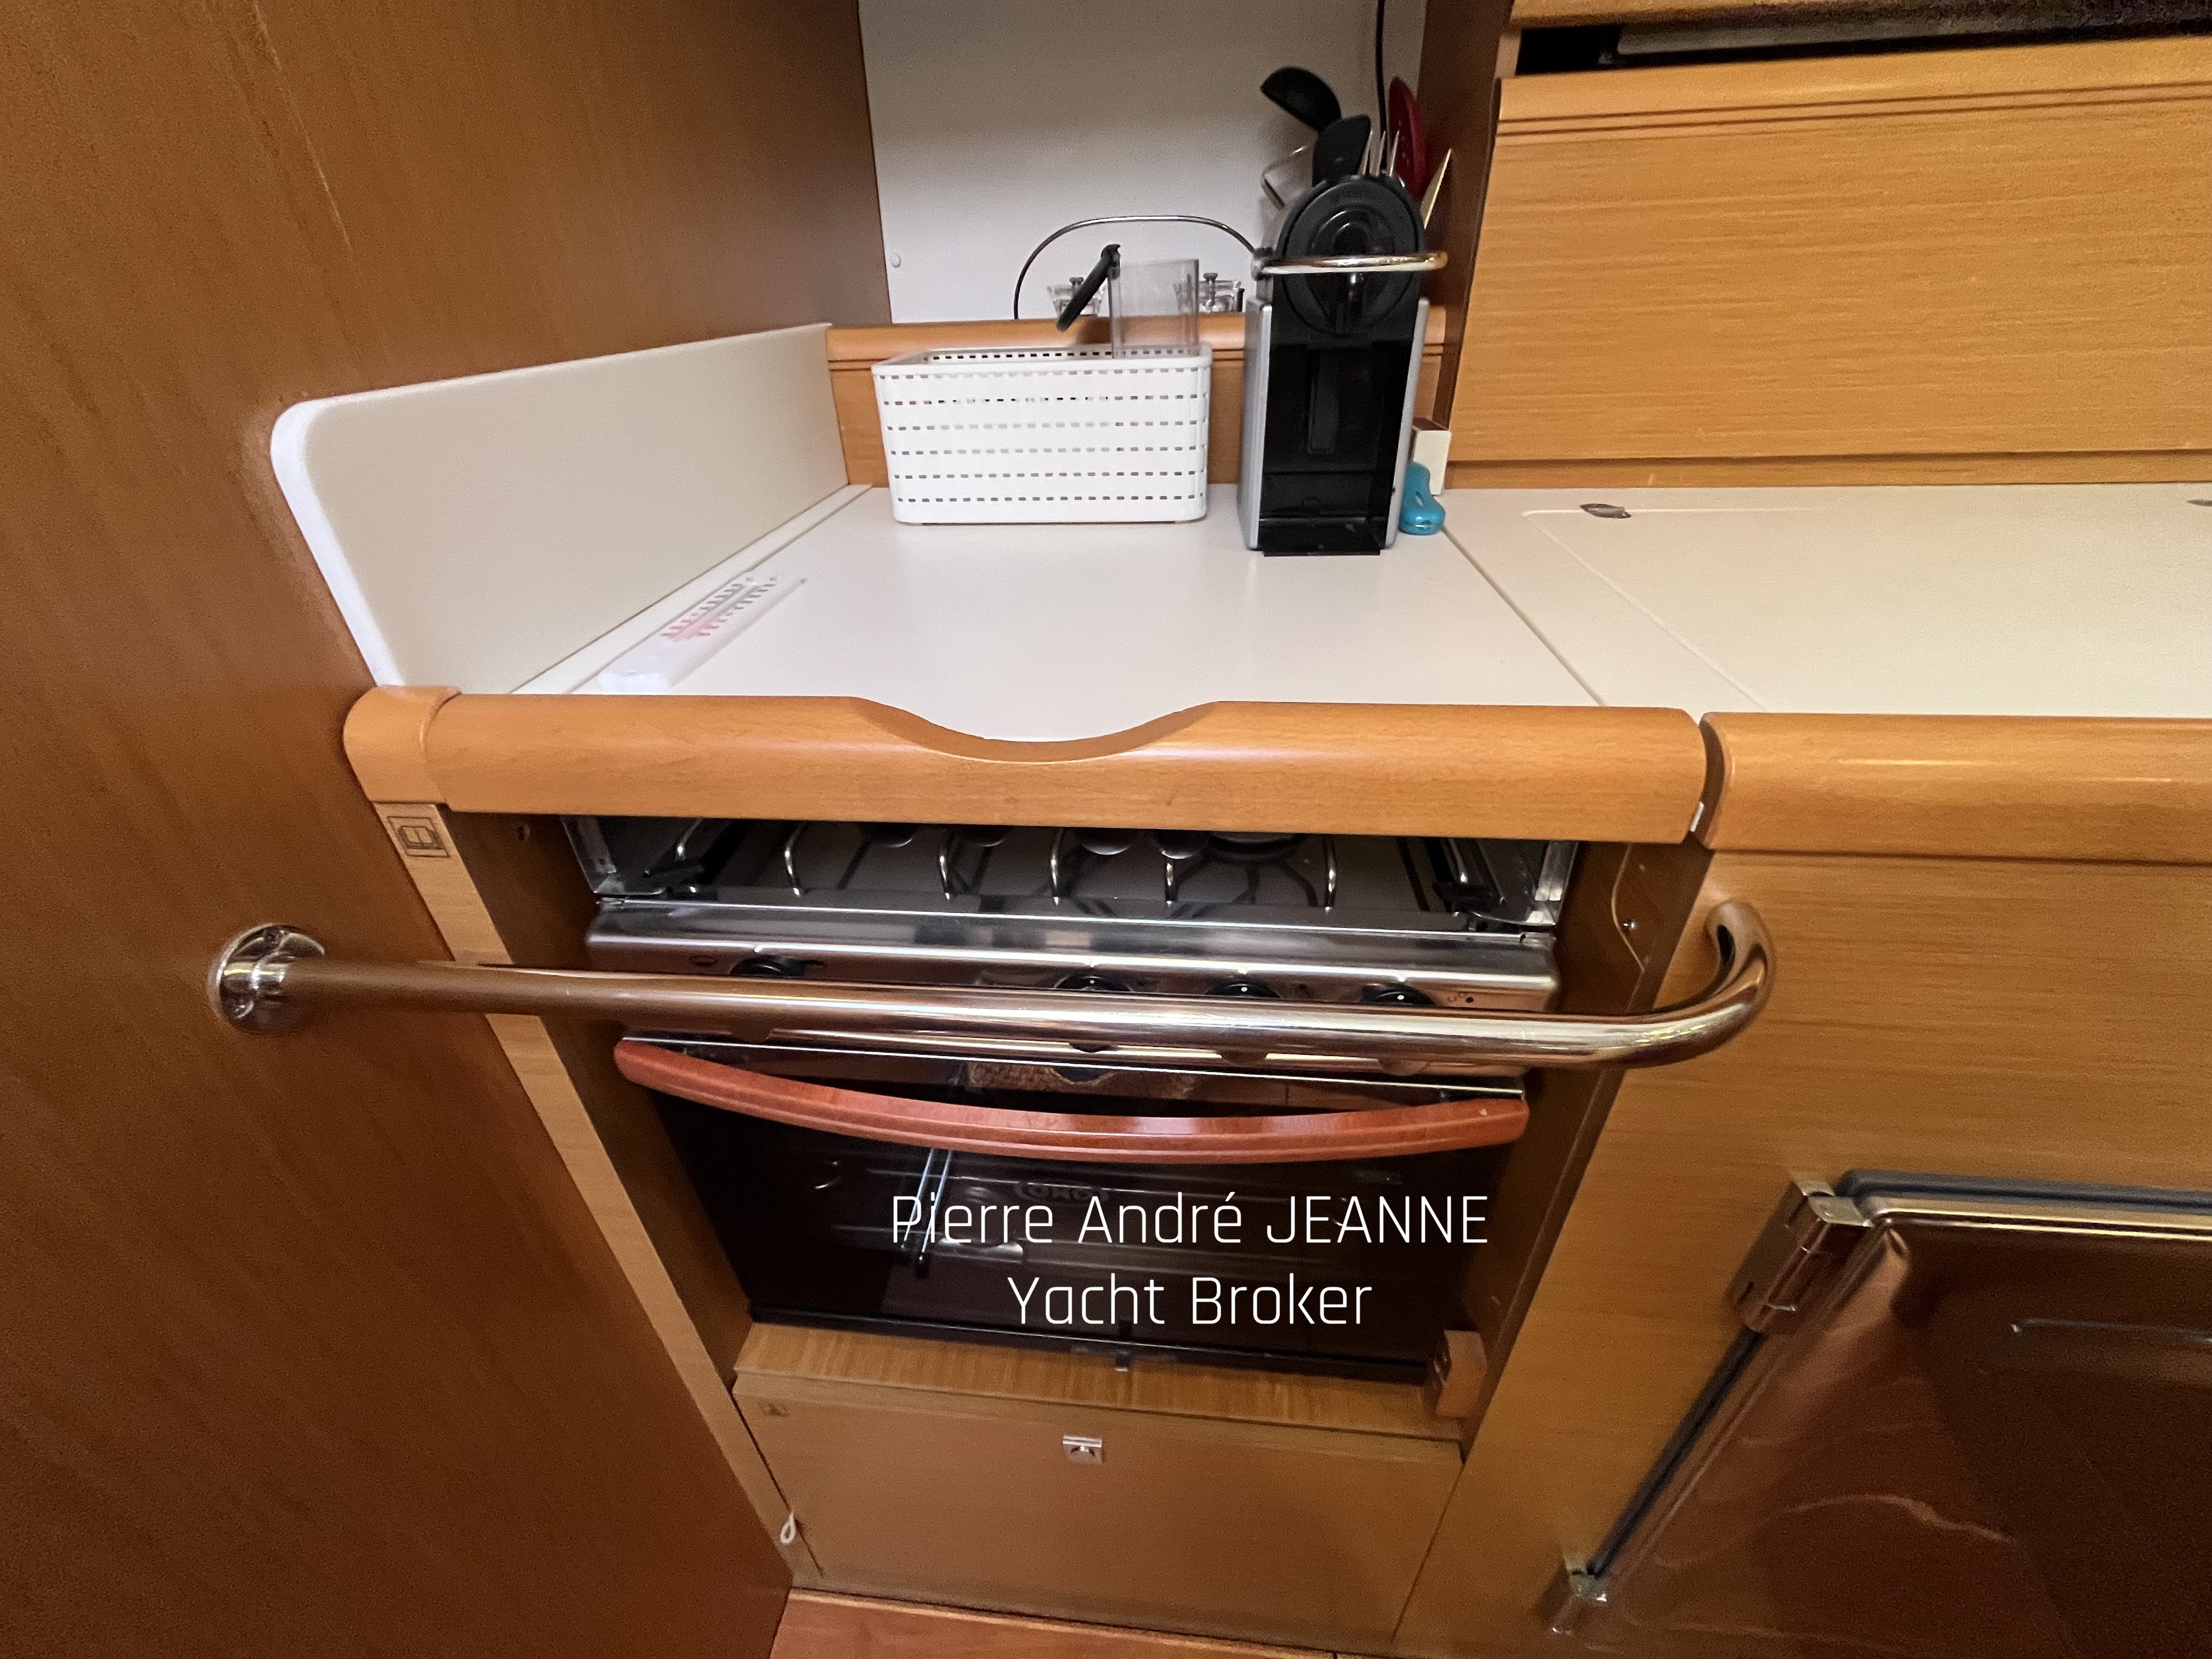 Pierre André JEANNE
Yacht Broker